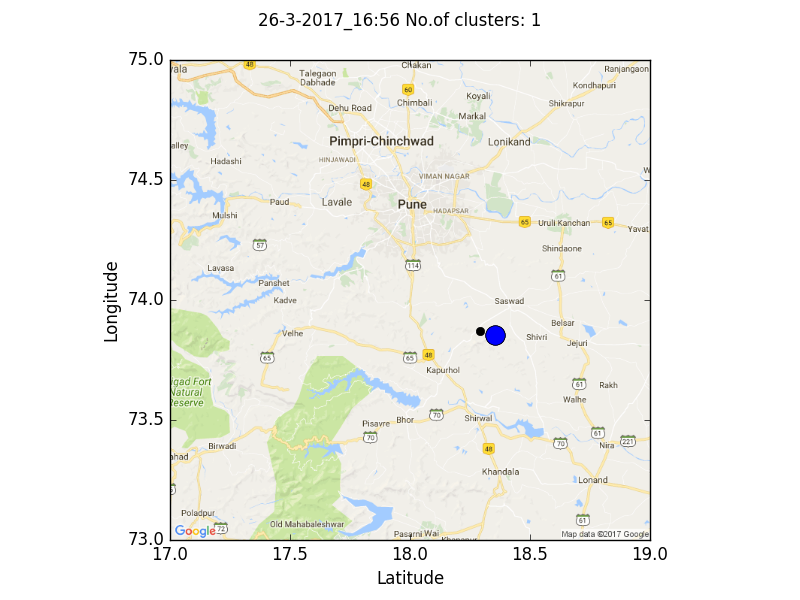 26-3-2017_16:56 No.of clusters: 1
75.0
74.5
74.0
73.5
73.0
Longitude
17.0
17.5
18.0
18.5
19.0
Latitude
48
Chakan
Ranjangaon
Talegaon
Dabhade
60
Koyali
Kondhapuri
Chimbali
Shikrapur
Dehu Road
Markal
Pimpri-Chinchwad
Lonikand
alley
HINJAWADI
Hadashi
VIMAN NAGAR
48
Paud
Lavale
Pune
HADAPSAR
Mulshi
65
Uruli Kanchan
65
Yavat
57
Shindaone
114
Lavasa
61
Panshet
Kadve
Saswad
Belsar
Velhe
Shivri
Jejuri
65
65
48
Kapurhol
igad Fort
Natural
Reserve
61
Rakh
Walhe
70
Pisavre
Bhor
Shirwal
70
61
221
Birwadi
70
Nira
48
ahad
Khandala
Lonand
Poladpur
72
Old Mahabaleshwar
61
Google
Pasarni
Wai
Map data ©2017 Google